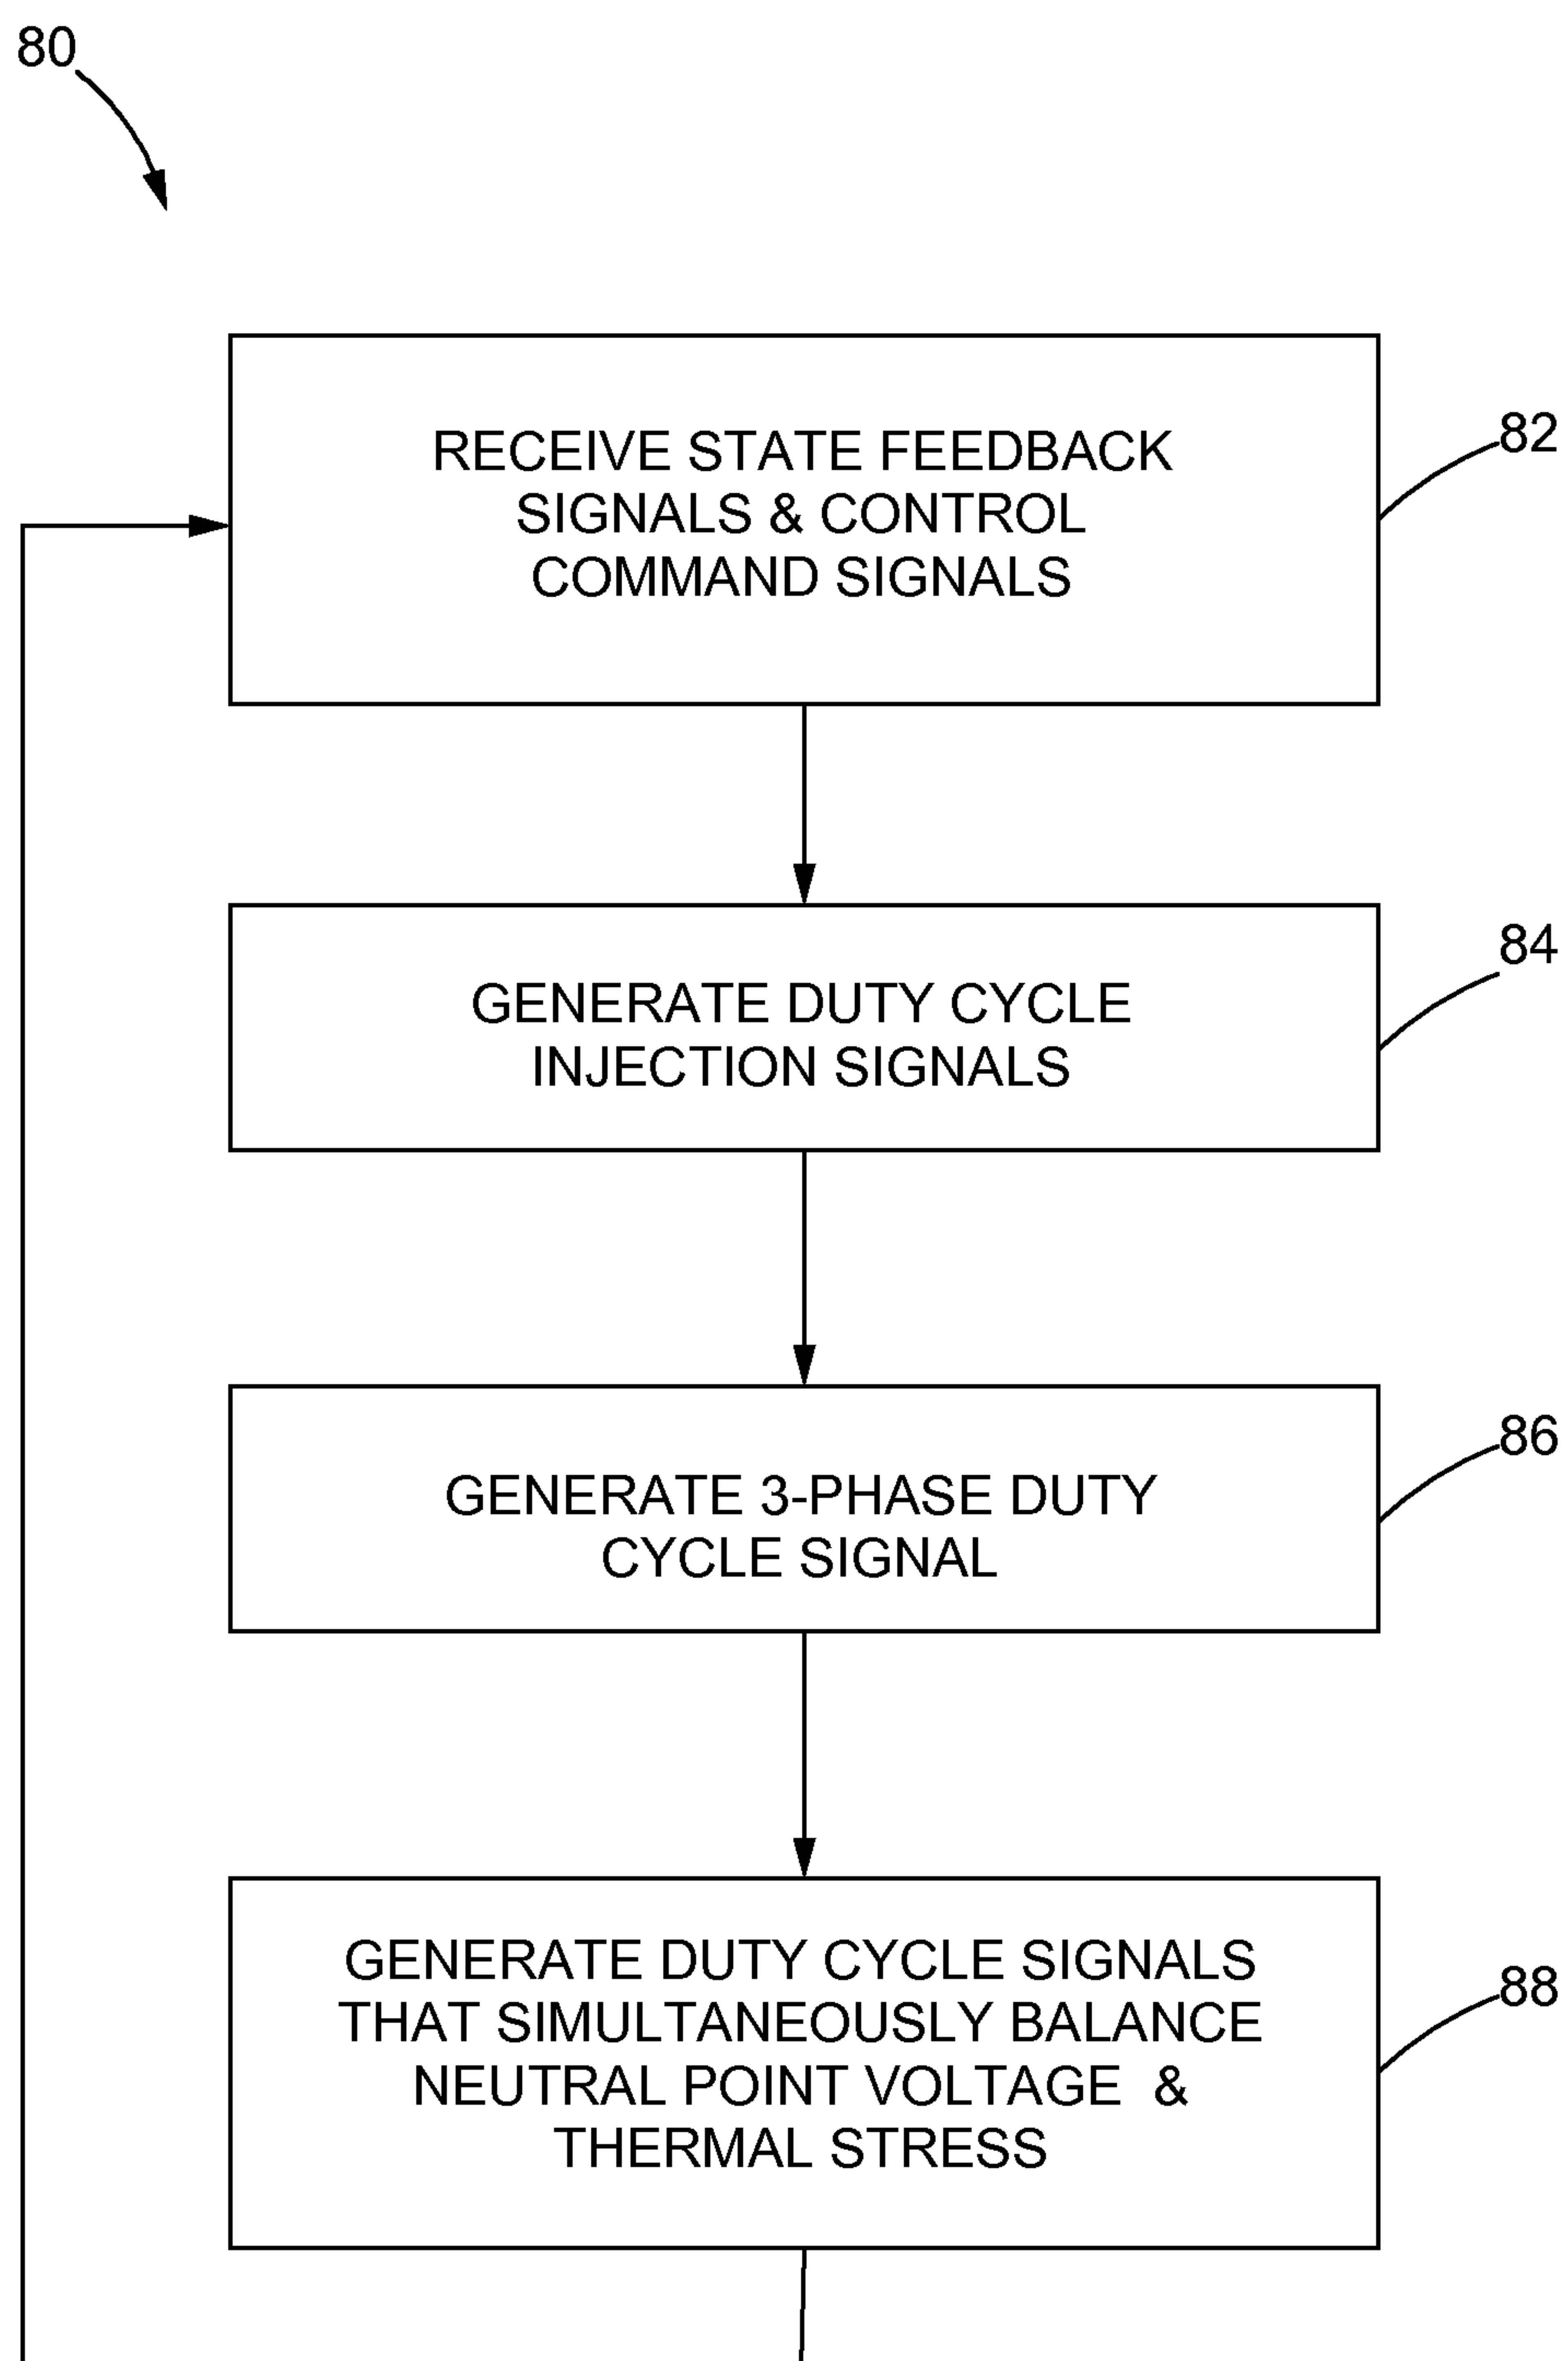 80
RECEIVE STATE FEEDBACK
SIGNALS & CONTROL
COMMAND SIGNALS
82
GENERATE DUTY CYCLE
INJECTION SIGNALS
84
GENERATE 3-PHASE DUTY
CYCLE SIGNAL
86
GENERATE DUTY CYCLE SIGNALS
THAT SIMULTANEOUSLY BALANCE
NEUTRAL POINT VOLTAGE &
THERMAL STRESS
88